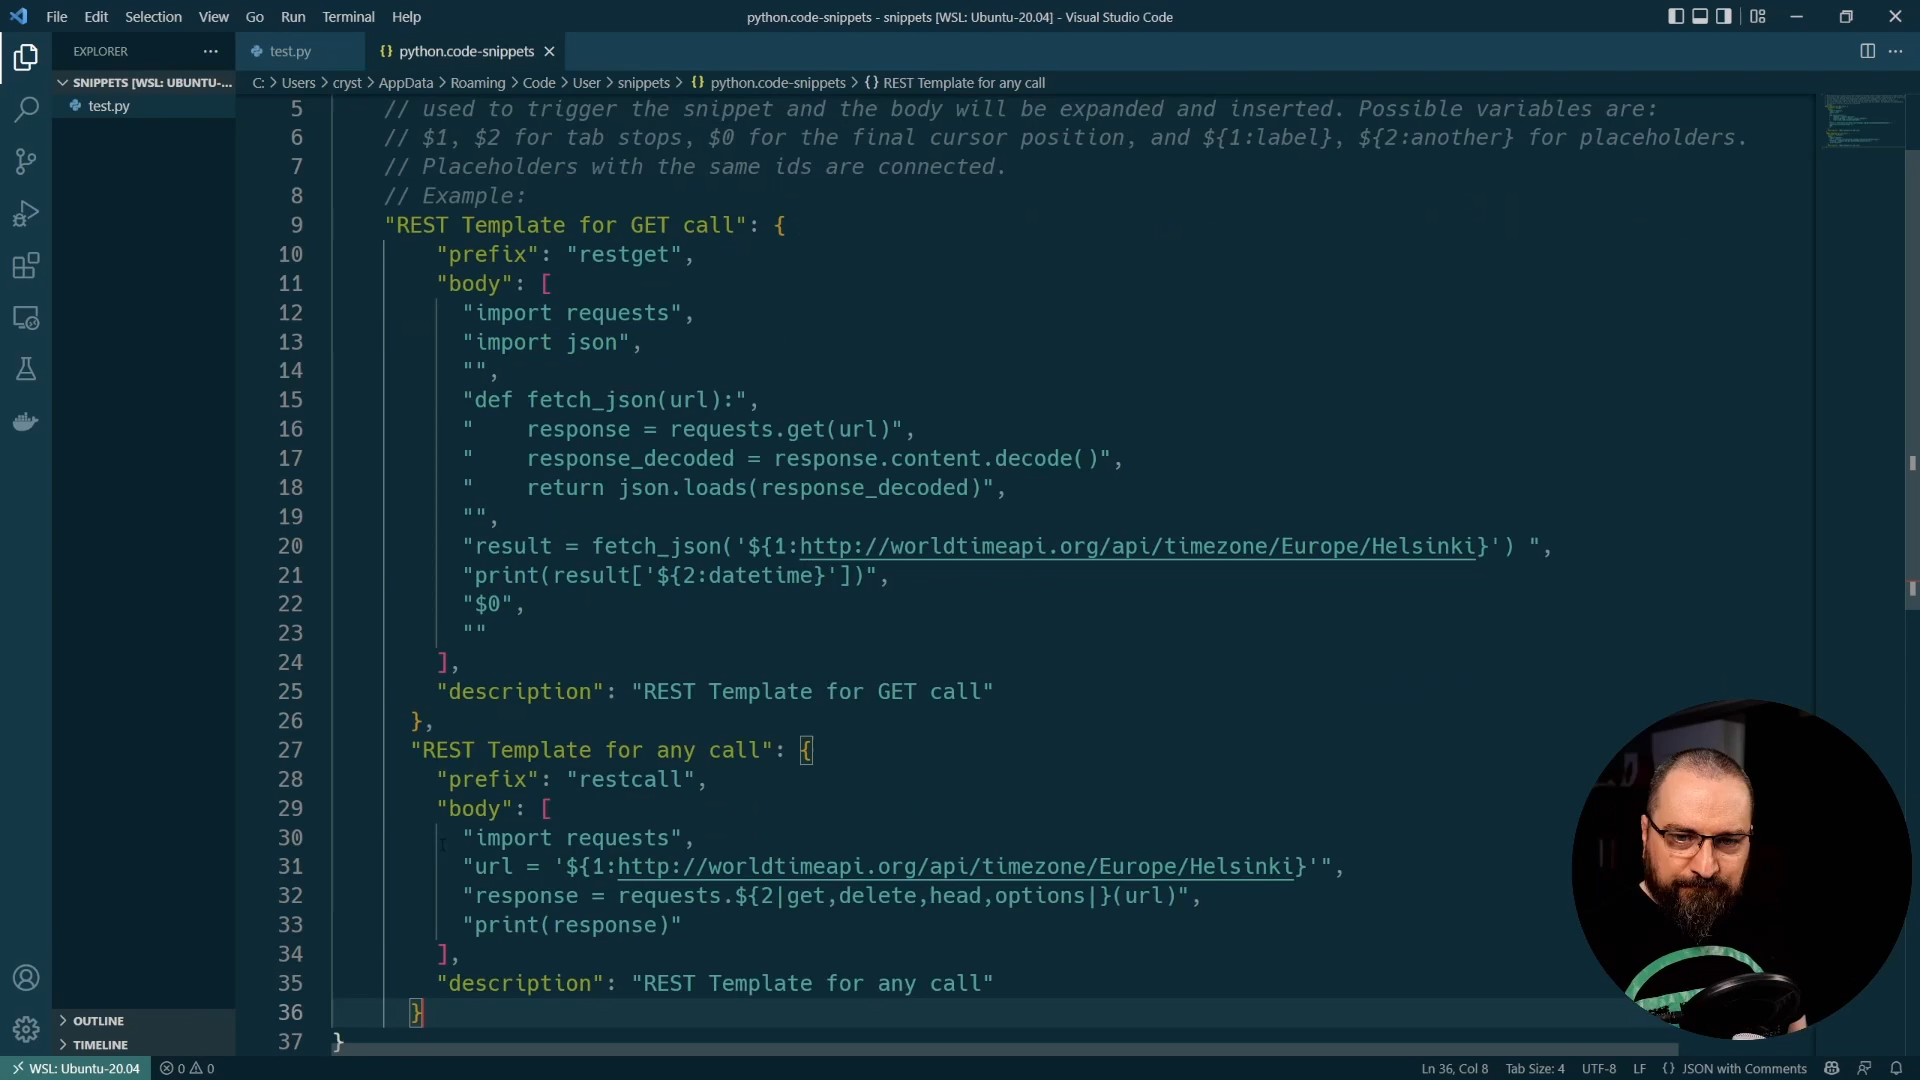 File Edit Selection View Go Run Terminal Help
python.code-snippets - snippets [WSL: Ubuntu-20.04] - Visual Studio Code
EXPLORER
test.py
{} python.code-snippets
SNIPPETS [WSL: UBUNTU-...
test.py
C: > Users > cryst > AppData > Roaming > Code > User > snippets > {} python.code-snippets > {} REST Template for any call
5 // used to trigger the snippet and the body will be expanded and inserted. Possible variables are:
6 // $1, $2 for tab stops, $0 for the final cursor position, and ${1:label}, ${2:another} for placeholders.
7 // Placeholders with the same ids are connected.
8 // Example:
9 "REST Template for GET call": {
10 "prefix": "restget",
11 "body": [
12 "import requests",
13 "import json",
14 "",
15 "def fetch_json(url):",
16 "    response = requests.get(url)",
17 "    response_decoded = response.content.decode()",
18 "    return json.loads(response_decoded)",
19 "",
20 "result = fetch_json('${1:http://worldtimeapi.org/api/timezone/Europe/Helsinki}') ",
21 "print(result['${2:datetime}'])",
22 "$0",
23 ""
24 ],
25 "description": "REST Template for GET call"
26 },
27 "REST Template for any call": {
28 "prefix": "restcall",
29 "body": [
30 "import requests",
31 "url = '${1:http://worldtimeapi.org/api/timezone/Europe/Helsinki}'",
32 "response = requests.${2|get,delete,head,options|}(url)",
33 "print(response)"
34 ],
35 "description": "REST Template for any call"
36 }
37 }
OUTLINE
TIMELINE
WSL: Ubuntu-20.04 0 0 Ln 36, Col 8 Tab Size: 4 UTF-8 LF {} JSON with Comments